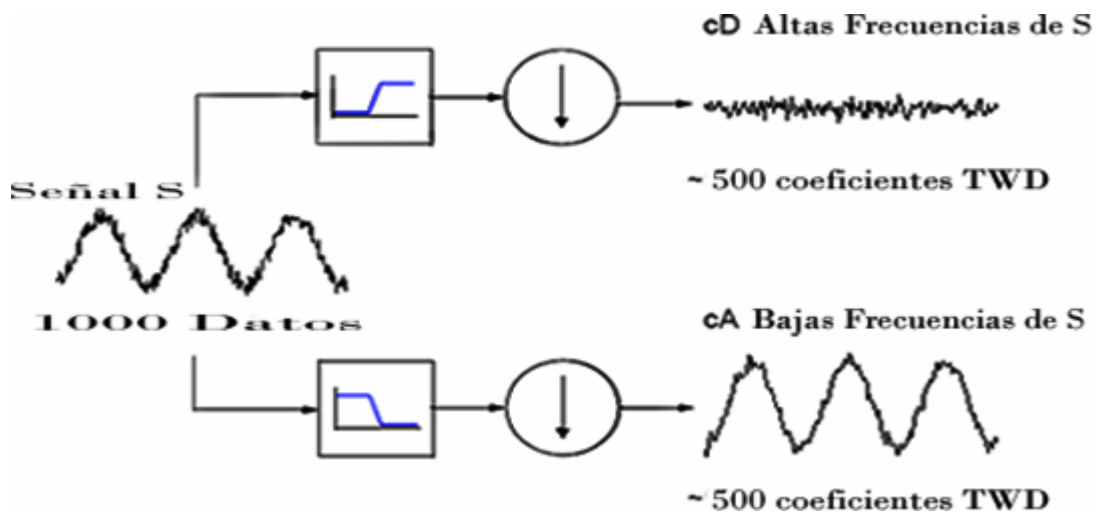 cD Altas Frecuencias de S
~ 500 coeficientes TWD
Señal S
1000 Datos
cA Bajas Frecuencias de S
~ 500 coeficientes TWD